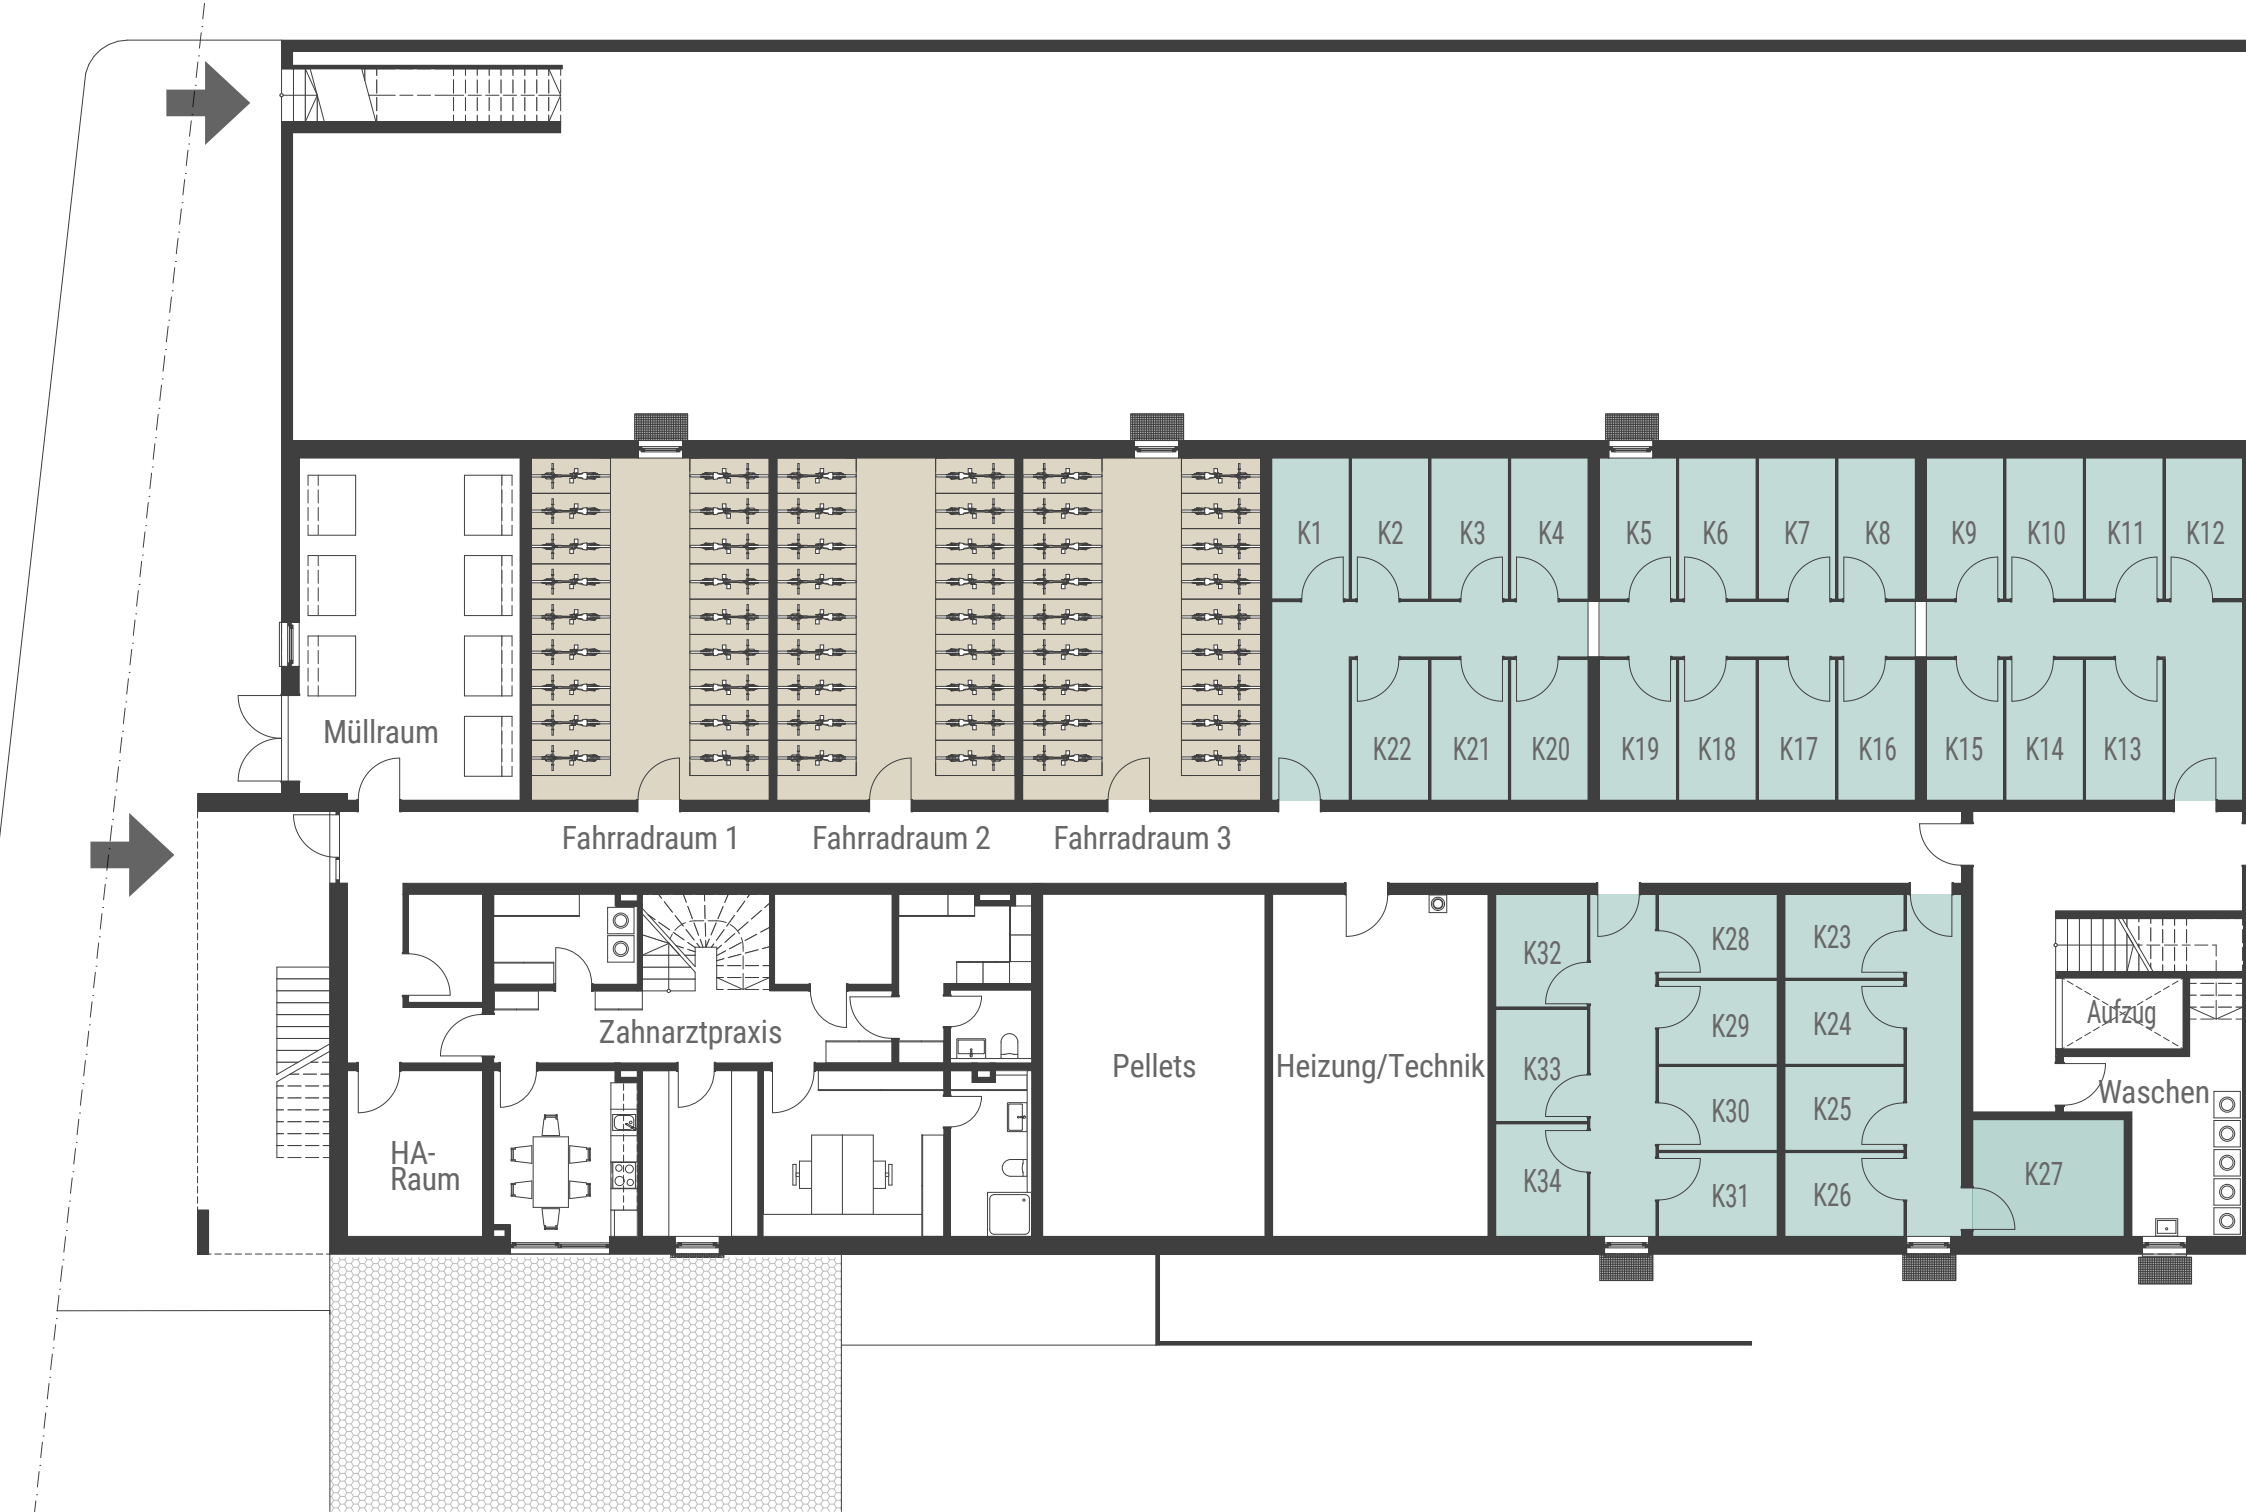 K1
K2
K3
K4
K5
K6
K7
K8
K9
K10
K11
K12
Müllraum
K22
K21
K20
K19
K18
K17
K16
K15
K14
K13
Fahrradraum 1
Fahrradraum 2
Fahrradraum 3
K32
K28
K23
Zahnarztpraxis
K29
K24
Aufzug
Pellets
Heizung/Technik
K33
Waschen
K30
K25
HA-
Raum
K34
K31
K26
K27